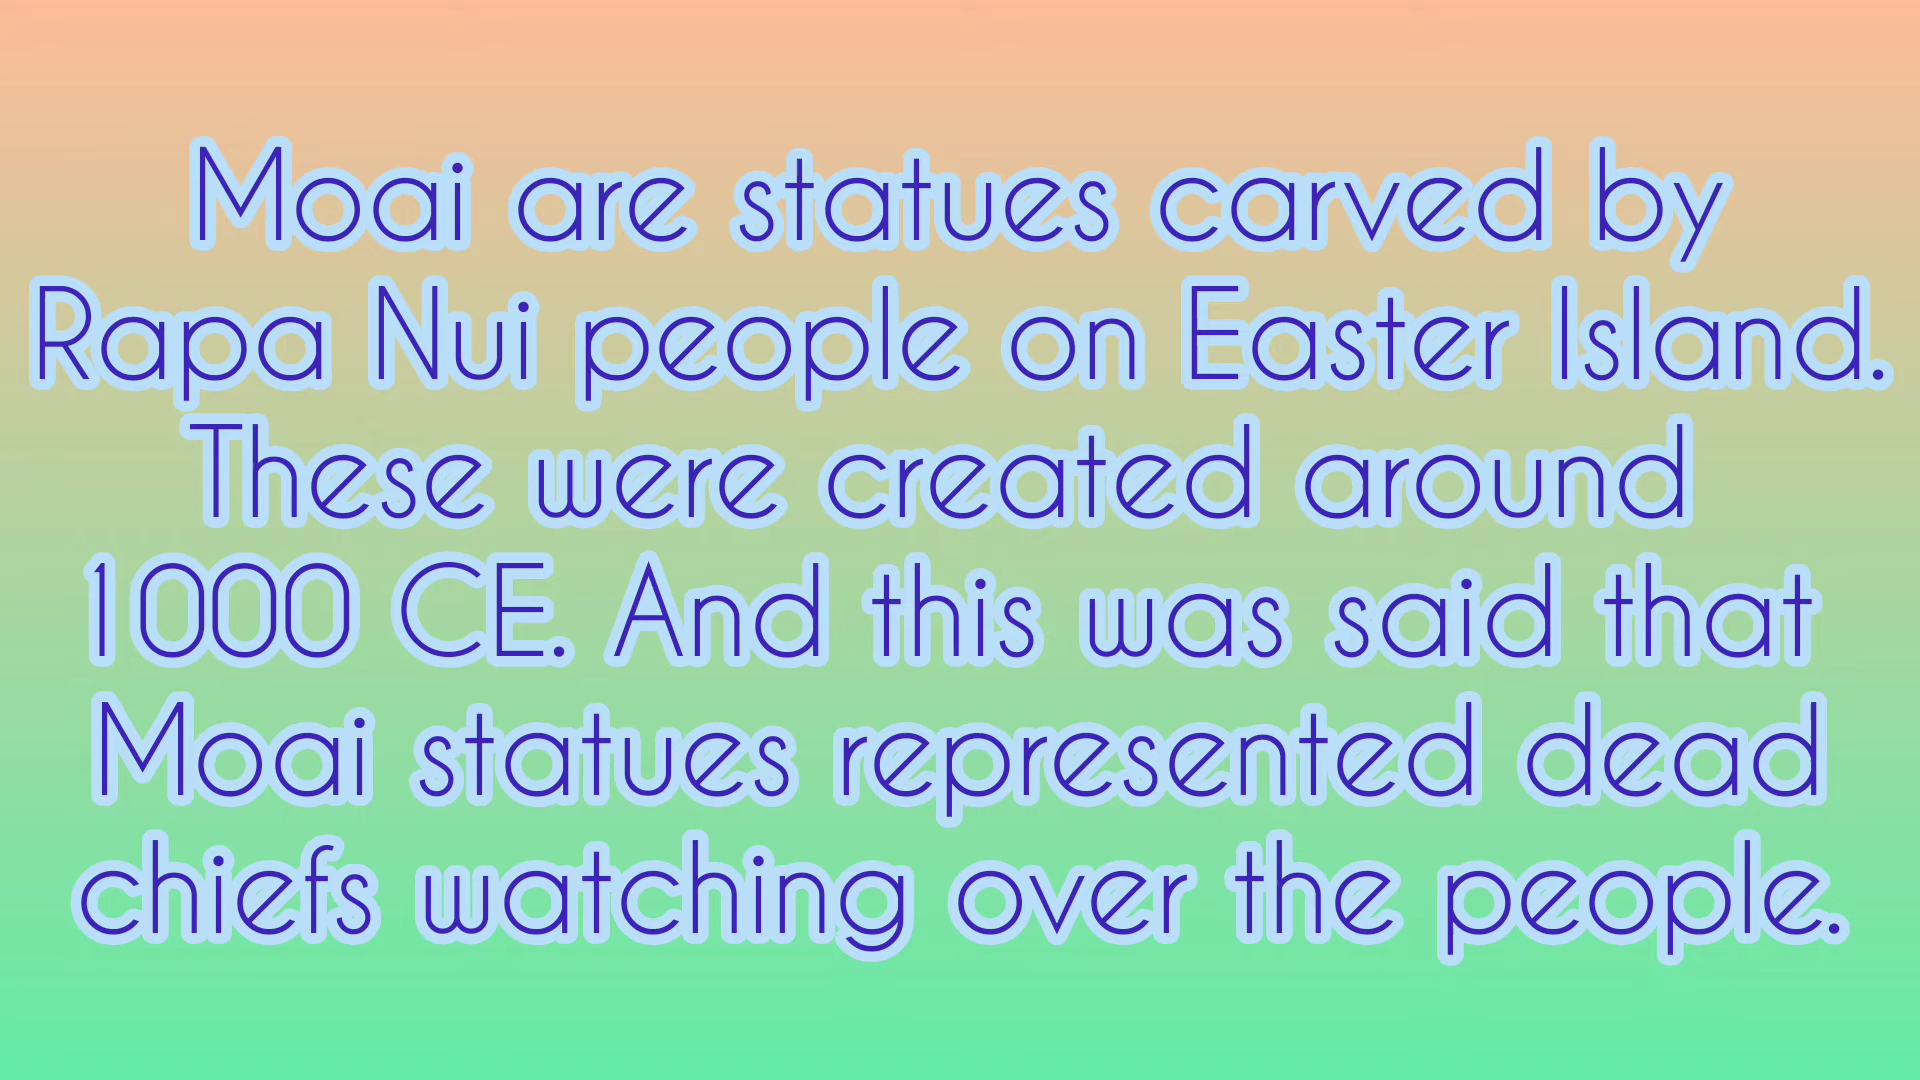 Moai are statues carved by
Rapa Nui people on Easter Island.
These were created around
1000 CE. And this was said that
Moai statues represented dead
chiefs watching over the people.